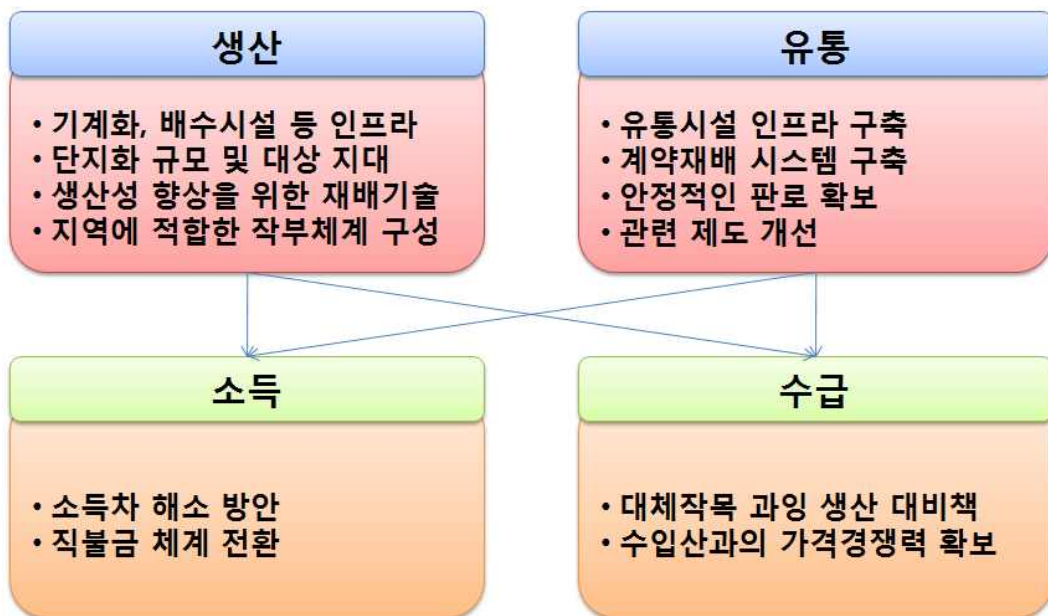 생산
• 기계화, 배수시설 등 인프라
• 단지화 규모 및 대상 지대
• 생산성 향상을 위한 재배기술
• 지역에 적합한 작부체계 구성
유통
• 유통시설 인프라 구축
• 계약재배 시스템 구축
• 안정적인 판로 확보
• 관련 제도 개선
소득
• 소득차 해소 방안
• 직불금 체계 전환
수급
• 대체작목 과잉 생산 대비책
• 수입산과의 가격경쟁력 확보